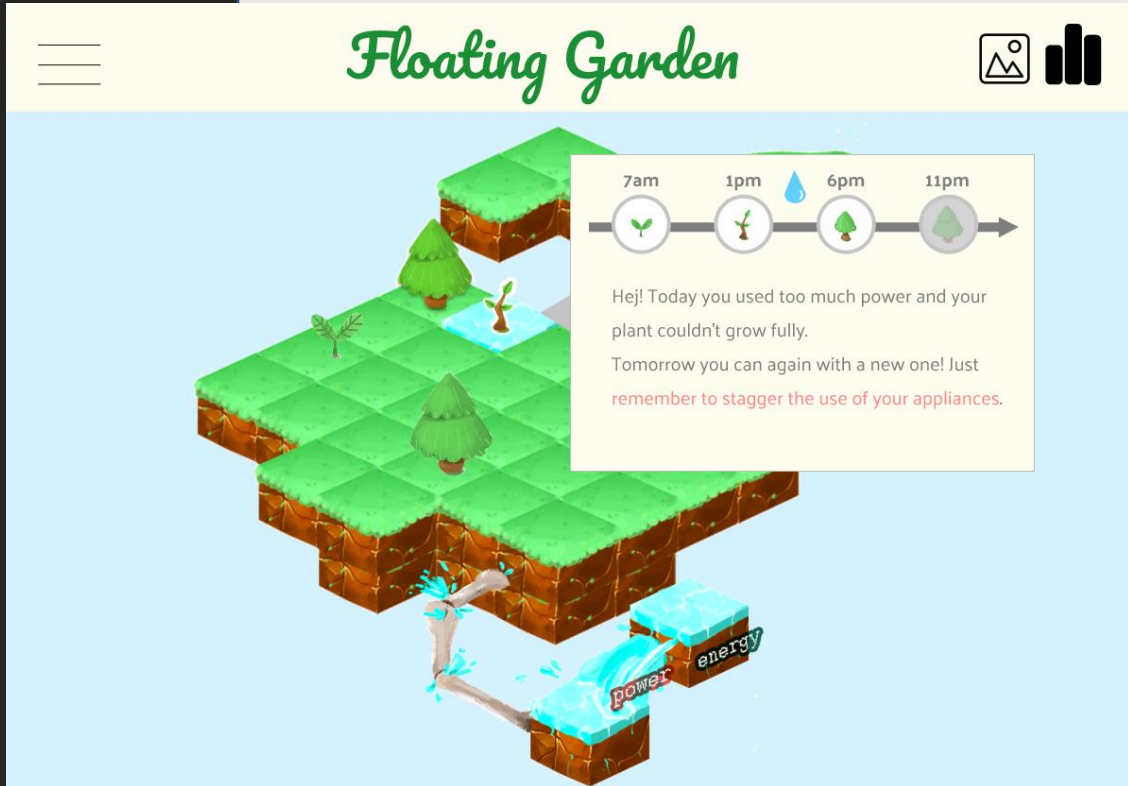 Floating Garden
7am 1pm 6pm 11pm
Hej! Today you used too much power and your
plant couldn't grow fully.
Tomorrow you can again with a new one! Just
remember to stagger the use of your appliances.
energy
power